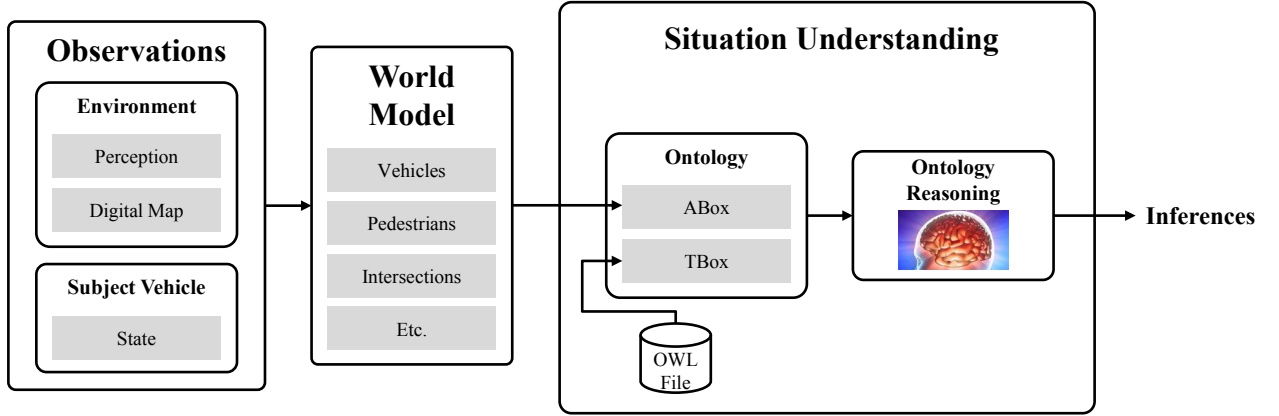 Observations
Environment
Perception
Digital Map
Subject Vehicle
State
World
Model
Vehicles
Pedestrians
Intersections
Etc.
Situation Understanding
Ontology
ABox
TBox
OWL
File
Ontology
Reasoning
Inferences